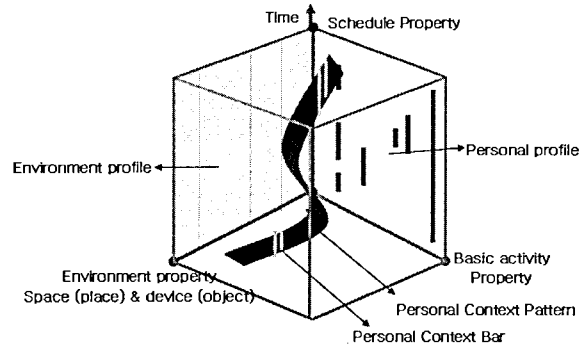 Time
Schedule Property
Environment profile
Personal profile
Environment property
Space (place) & device (object)
Basic activity
Property
Personal Context Pattern
Personal Context Bar